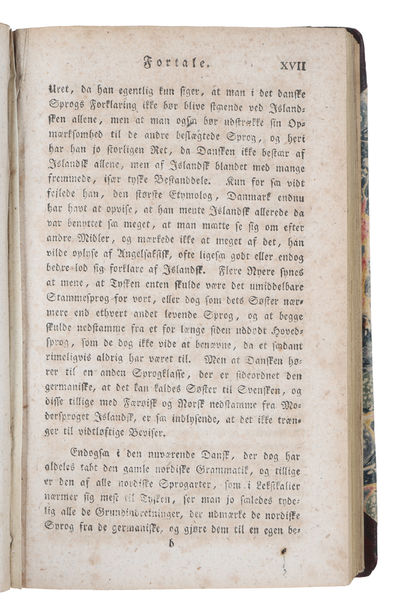 Fortale. XVII
Uret, da han egentlig kun siger, at man i det danske
Sprogs Forklaring ikke bør blive staaende ved Island-
sken allene, men at man ogsaa bør udstrække sin Op-
mærksomhed til de andre beslægtede Sprog, og heri
har han jo storligen Ret, da Dansken ikke bestaer af
Islandsk allene, men af Islandsk blandet med mange
fremmede, især tyske Bestanddele. Kun for saa vidt
fejlede han, den største Etymolog, Danmark endnu
har havt at opvise, at han mente Islandsk allerede da
var benyttet saa meget, at man matte se sig om efter
andre Midler, og mærkede ikke at meget af det, han
vilde oplyse af Angelsaksisk, ofte ligesaa godt eller endog
bedre lod sig forklare af Islandsk. Flere Nyere synes
at mene, at Tysken enten skulde være det umiddelbare
Stammesprog for vort, eller dog som dets Søster nær-
mere end ethvert andet levende Sprog, og at begge
skulde nedstamme fra et for længe siden uddødt Hoved-
sprog, som de dog ikke vide at benævne, da et saadant
rimeligvis aldrig har været til. Men at Dansken hø-
rer til en anden Sprogklasse, der er sideordnet den
germaniske, at det kan kaldes Søster til Svensken, og
disse tillige med Færøisk og Norsk nedstamme fra Mo-
dersproget Islandsk, er saa indlysende, at det ikke træn-
ger til vidtløftige Beviser.
Endogsaa i den nuværende Dansk, der dog har
aldeles tabt den gamle nordiske Grammatik, og tillige
er den af alle nordiske Sprogarter, som i Leksikalier
nærmer sig mest til Tysken, ser man jo saaledes tyde-
lig alle de Grundindretninger, der udmærke de nordiske
Sprog fra de germaniske, og gjøre dem til en egen be-
b